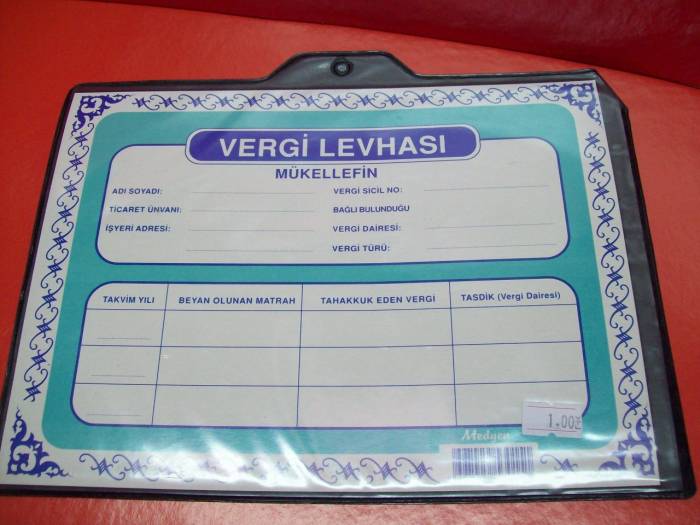 VERGİ LEVHASI
MÜKELLEFİN
ADI SOYADI:
TİCARET ÜNVANI:
İŞYERİ ADRESİ:
VERGİ SİCİL NO:
BAĞLI BULUNDUĞU
VERGİ DAİRESİ:
VERGİ TÜRÜ:
TAKVİM YILI BEYAN OLUNAN MATRAH TAHAKKUK EDEN VERGİ TASDİK (Vergi Dairesi)
1.00
Medyen